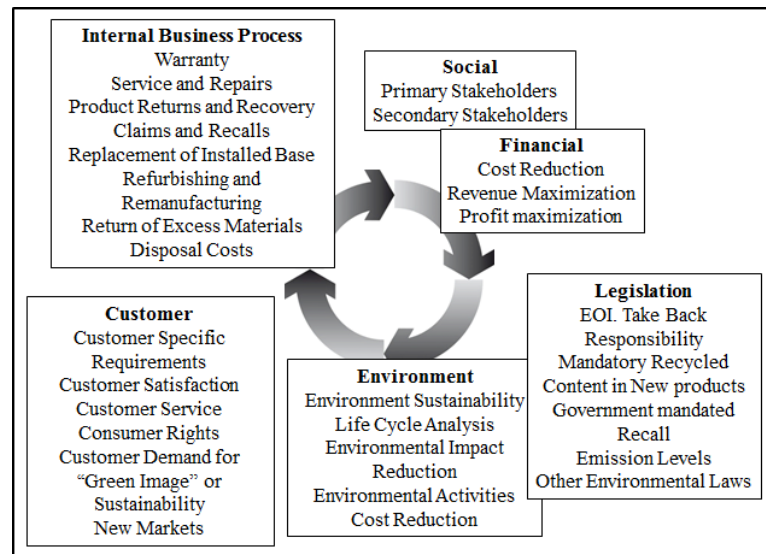 Internal Business Process
Warranty
Service and Repairs
Product Returns and Recovery
Claims and Recalls
Replacement of Installed Base
Refurbishing and
Remanufacturing
Return of Excess Materials
Disposal Costs
Social
Primary Stakeholders
Secondary Stakeholders
Financial
Cost Reduction
Revenue Maximization
Profit maximization
Legislation
EOI. Take Back
Responsibility
Mandatory Recycled
Content in New products
Government mandated
Recall
Emission Levels
Other Environmental Laws
Environment
Environment Sustainability
Life Cycle Analysis
Environmental Impact
Reduction
Environmental Activities
Cost Reduction
Customer
Customer Specific
Requirements
Customer Satisfaction
Customer Service
Consumer Rights
Customer Demand for
“Green Image” or
Sustainability
New Markets